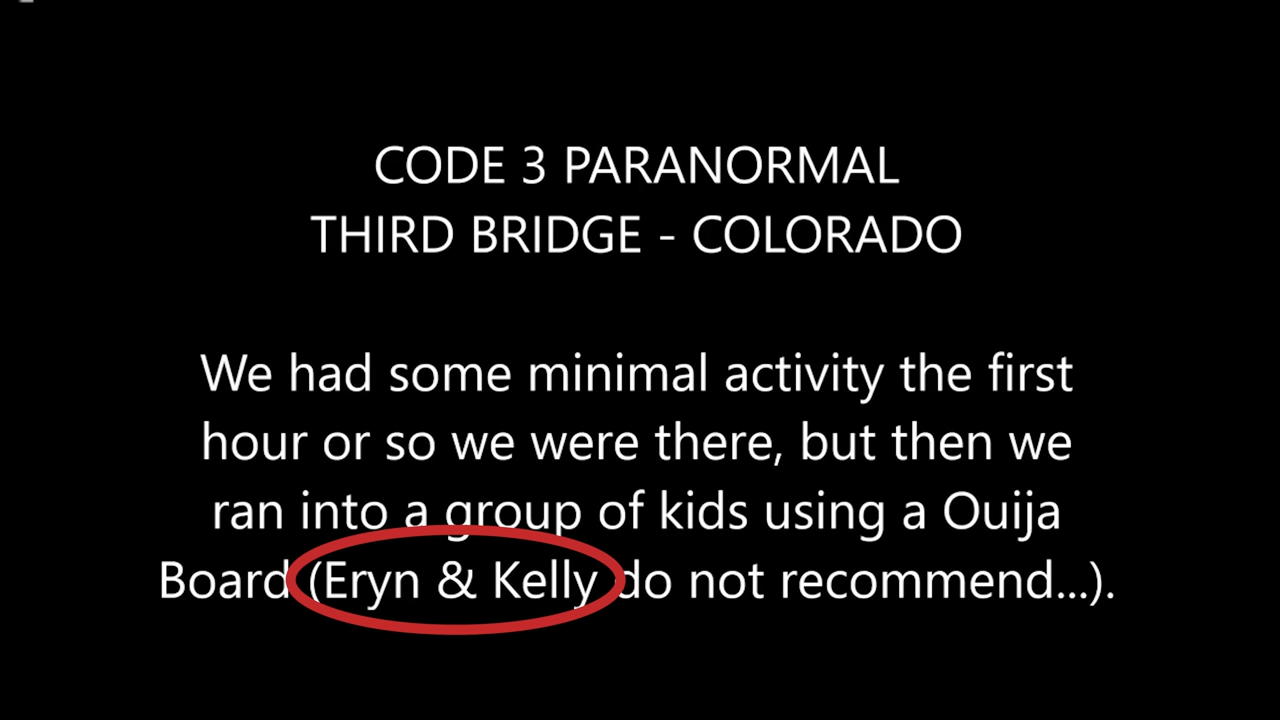 CODE 3 PARANORMAL
THIRD BRIDGE - COLORADO
We had some minimal activity the first
hour or so we were there, but then we
ran into a group of kids using a Ouija
Board (Eryn & Kelly do not recommend...).